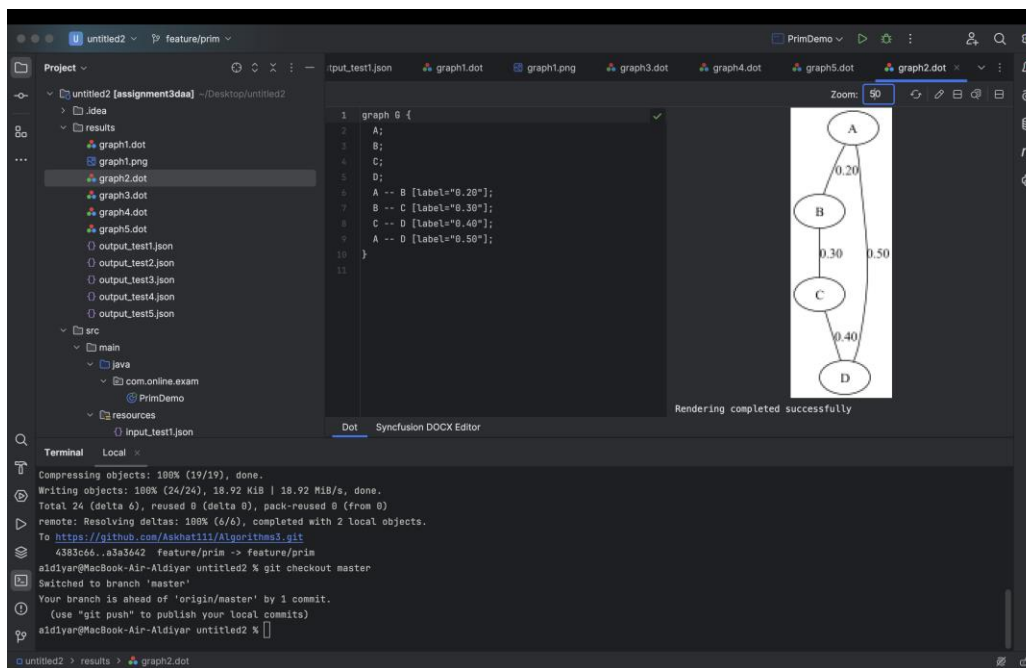 U untitled2 feature/prim PrimDemo
Project
tput_test1.json graph1.dot graph1.png graph3.dot graph4.dot graph5.dot graph2.dot
untitled2 [assignment3daa] ~/Desktop/untitled2
.idea
results
graph1.dot
graph1.png
graph2.dot
graph3.dot
graph4.dot
graph5.dot
output_test1.json
output_test2.json
output_test3.json
output_test4.json
output_test5.json
src
main
java
com.online.exam
PrimDemo
resources
input_test1.json
Zoom: 50
1 graph G {
2 A;
3 B;
4 C;
5 D;
6 A -- B [label="0.20"];
7 B -- C [label="0.30"];
8 C -- D [label="0.40"];
9 A -- D [label="0.50"];
10 }
11
A
0.20
B
0.30 0.50
C
0.40
D
Rendering completed successfully
Dot Syncfusion DOCX Editor
Terminal Local
Compressing objects: 100% (19/19), done.
Writing objects: 100% (24/24), 18.92 KiB | 18.92 MiB/s, done.
Total 24 (delta 6), reused 0 (delta 0), pack-reused 0 (from 0)
remote: Resolving deltas: 100% (6/6), completed with 2 local objects.
To https://github.com/Askhat111/Algorithms3.git
4383c66..a3a3642 feature/prim -> feature/prim
a1d1yar@MacBook-Air-Aldiyar untitled2 % git checkout master
Switched to branch 'master'
Your branch is ahead of 'origin/master' by 1 commit.
(use "git push" to publish your local commits)
a1d1yar@MacBook-Air-Aldiyar untitled2 %
untitled2 > results > graph2.dot